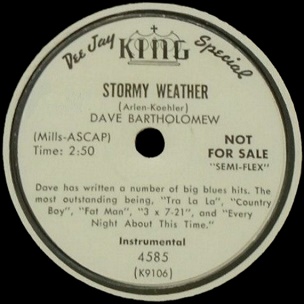 Dee Jay KING Special
STORMY WEATHER
(Arlen-Koehler)
DAVE BARTHOLOMEW
(Mills-ASCAP)
Time: 2:50
NOT
FOR SALE
"SEMI-FLEX"
Dave has written a number of big blues hits. The
most outstanding being, "Tra La La", "Country
Boy", "Fat Man", "3 x 7-21", and "Every
Night About This Time."
Instrumental
4585
(K9106)